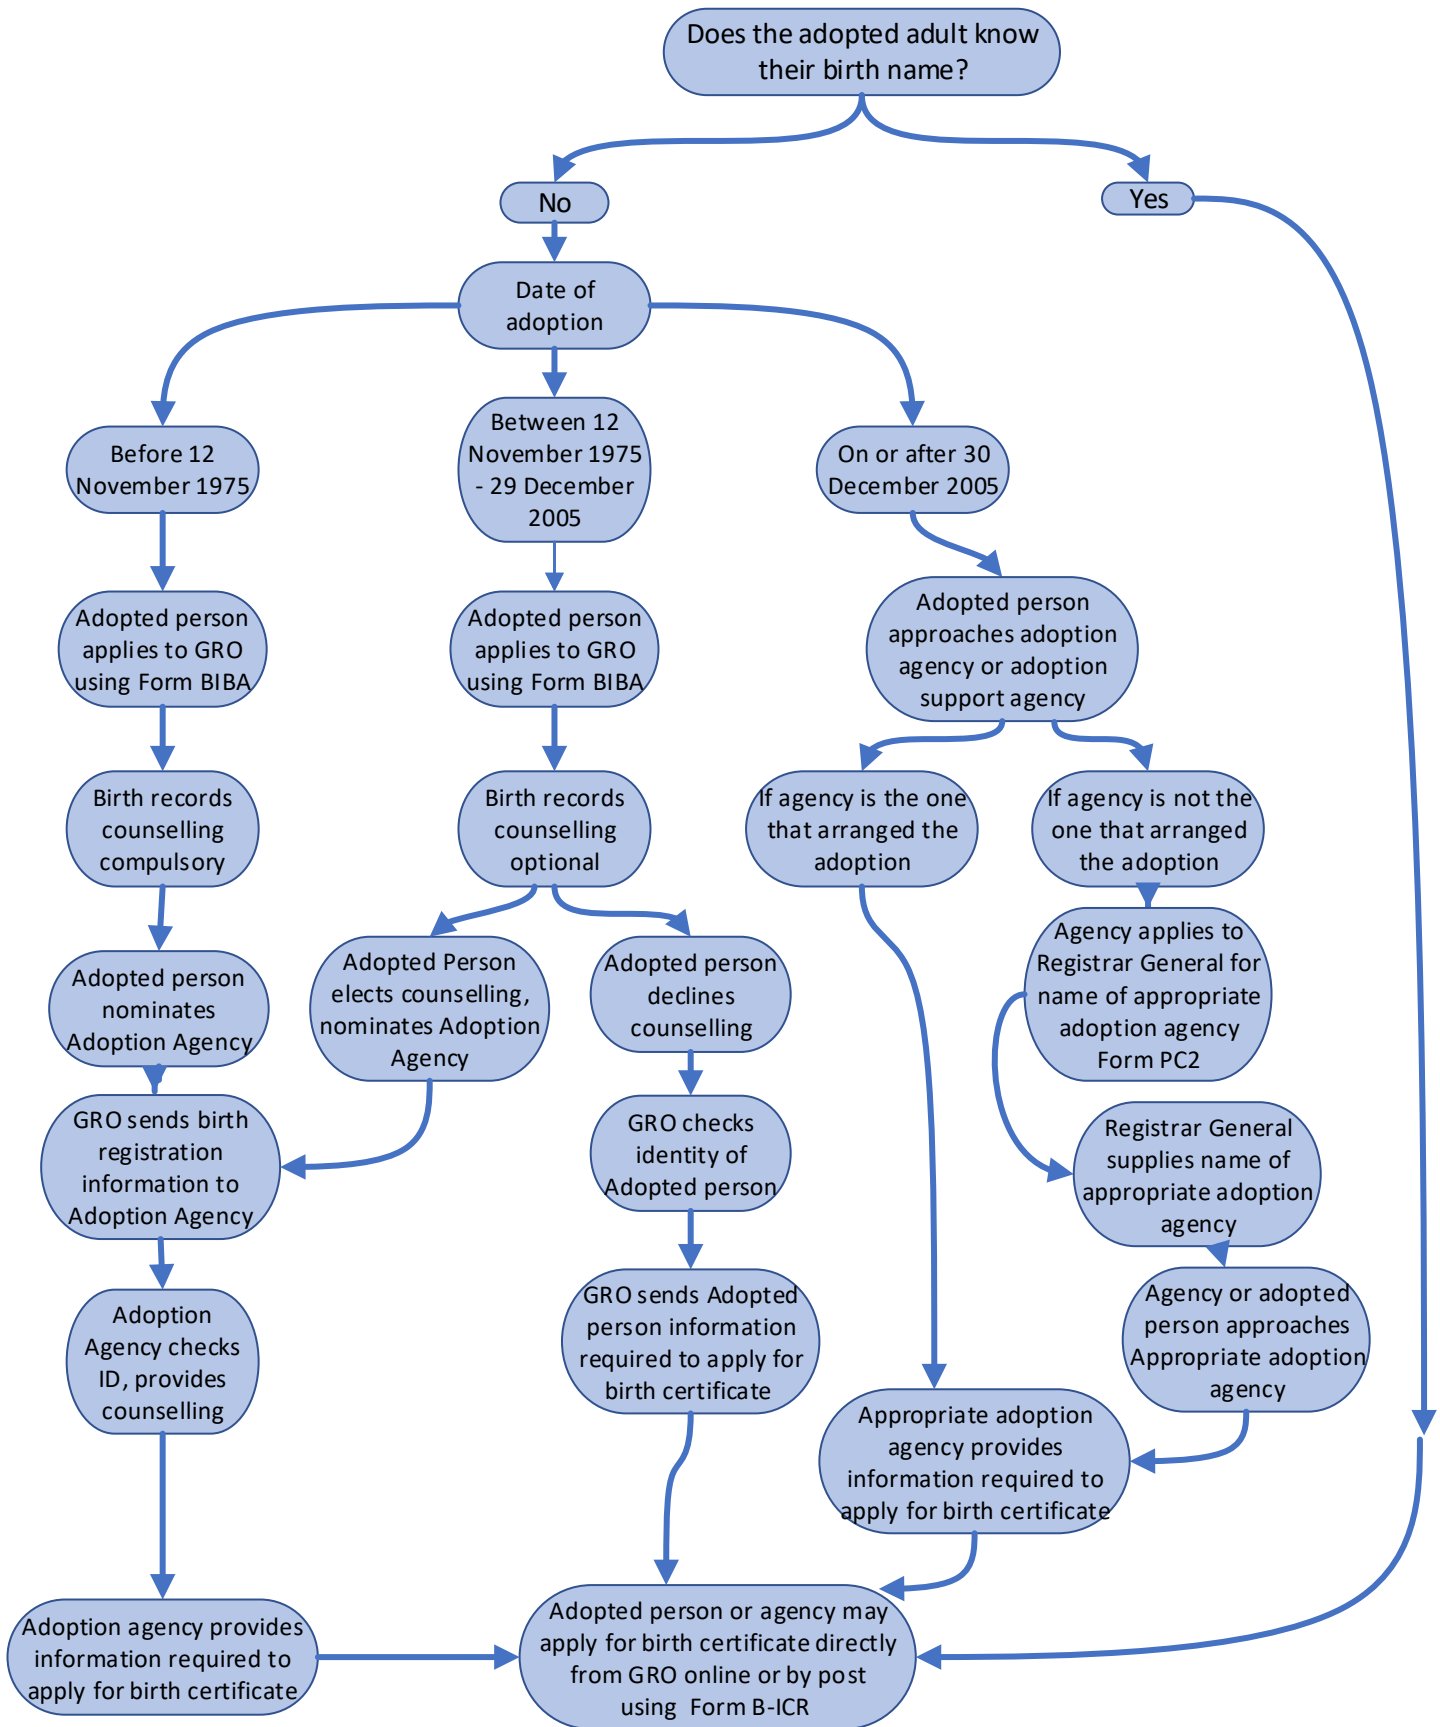 Does the adopted adult know
their birth name?
No
Yes
Date of
adoption
Before 12
November 1975
Between 12
November 1975
- 29 December
2005
On or after 30
December 2005
Adopted person
applies to GRO
using Form BIBA
Adopted person
applies to GRO
using Form BIBA
Adopted person
approaches adoption
agency or adoption
support agency
Birth records
counselling
compulsory
Birth records
counselling
optional
If agency is the one
that arranged the
adoption
If agency is not the
one that arranged
the adoption
Adopted person
nominates
Adoption Agency
Adopted Person
elects counselling,
nominates Adoption
Agency
Adopted person
declines
counselling
Agency applies to
Registrar General for
name of appropriate
adoption agency
Form PC2
GRO sends birth
registration
information to
Adoption Agency
GRO checks
identity of
Adopted person
Registrar General
supplies name of
appropriate adoption
agency
Adoption
Agency checks
ID, provides
counselling
GRO sends Adopted
person information
required to apply for
birth certificate
Agency or adopted
person approaches
Appropriate adoption
agency
Appropriate adoption
agency provides
information required to
apply for birth certificate
Adoption agency provides
information required to
apply for birth certificate
Adopted person or agency may
apply for birth certificate directly
from GRO online or by post
using Form B-ICR